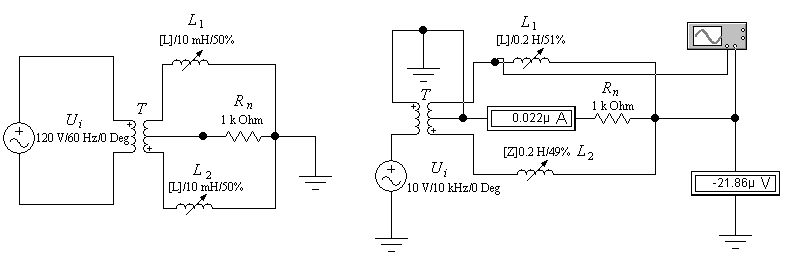 L1
[L]/10 mH/50%
Ui
T
Rn
1 k Ohm
120 V/60 Hz/0 Deg
L2
[L]/10 mH/50%
L1
[L]/0.2 H/51%
T
Rn
1 k Ohm
0.022µ A
[Z]0.2 H/49% L2
Ui
10 V/10 kHz/0 Deg
-21.86µ V